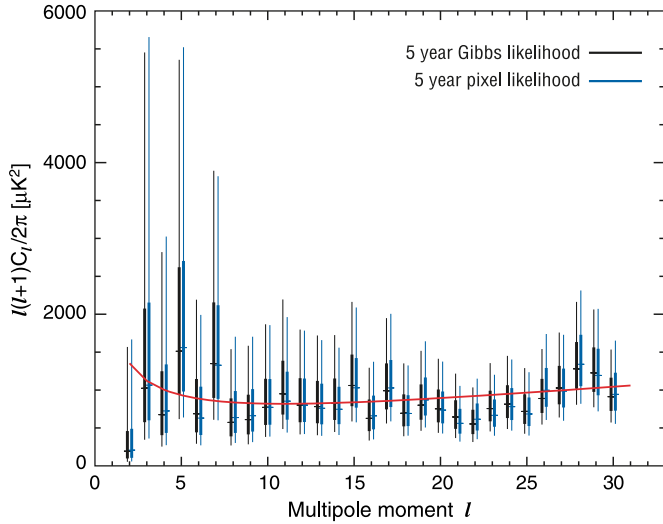 6000
4000
2000
0
l(l+1)Cl/2π [μK²]
5 year Gibbs likelihood
5 year pixel likelihood
0 5 10 15 20 25 30
Multipole moment l